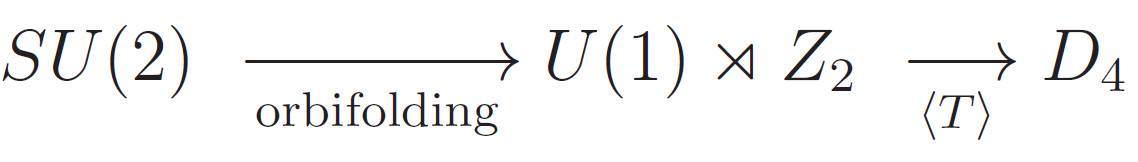 SU(2) ⟶ U(1) ⋊ Z₂ ⟶ D₄
orbifolding ⟨T⟩